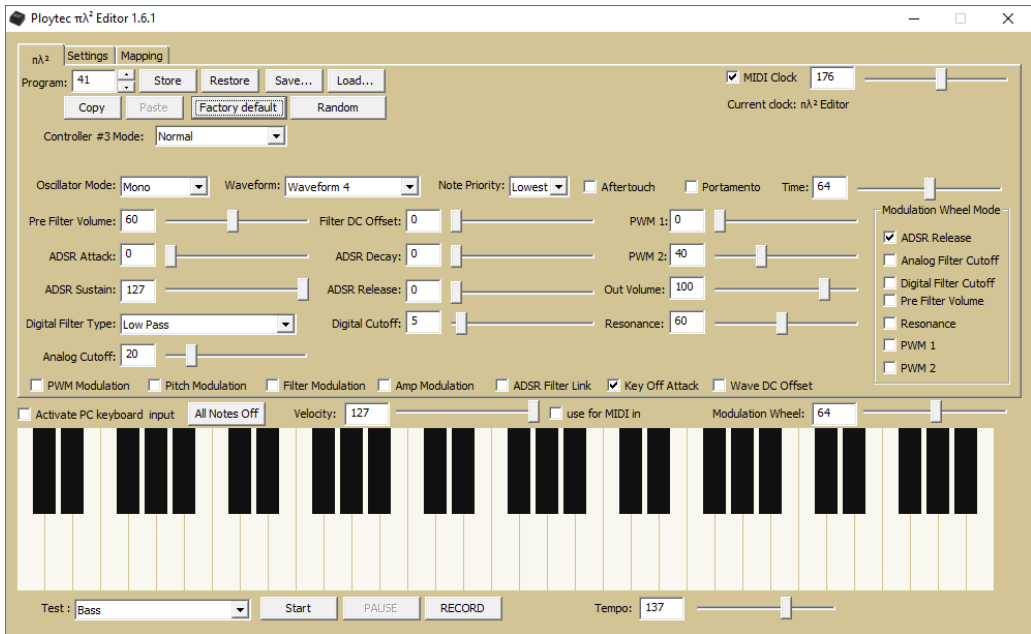 Ploytec πλ² Editor 1.6.1
πλ² Settings Mapping
Program: 41 Store Restore Save... Load... MIDI Clock 176
Copy Paste Factory default Random Current clock: πλ² Editor
Controller #3 Mode: Normal
Oscillator Mode: Mono Waveform: Waveform 4 Note Priority: Lowest Aftertouch Portamento Time: 64
Pre Filter Volume: 60 Filter DC Offset: 0 PWM 1: 0 Modulation Wheel Mode
ADSR Release
ADSR Attack: 0 ADSR Decay: 0 PWM 2: 40 Analog Filter Cutoff
Digital Filter Cutoff
ADSR Sustain: 127 ADSR Release: 0 Out Volume: 100 Pre Filter Volume
Digital Filter Type: Low Pass Digital Cutoff: 5 Resonance: 60 Resonance
PWM 1
Analog Cutoff: 20
PWM 2
PWM Modulation Pitch Modulation Filter Modulation Amp Modulation ADSR Filter Link Key Off Attack Wave DC Offset
Activate PC keyboard input All Notes Off Velocity: 127 use for MIDI in Modulation Wheel: 64
Test : Bass Start PAUSE RECORD Tempo: 137